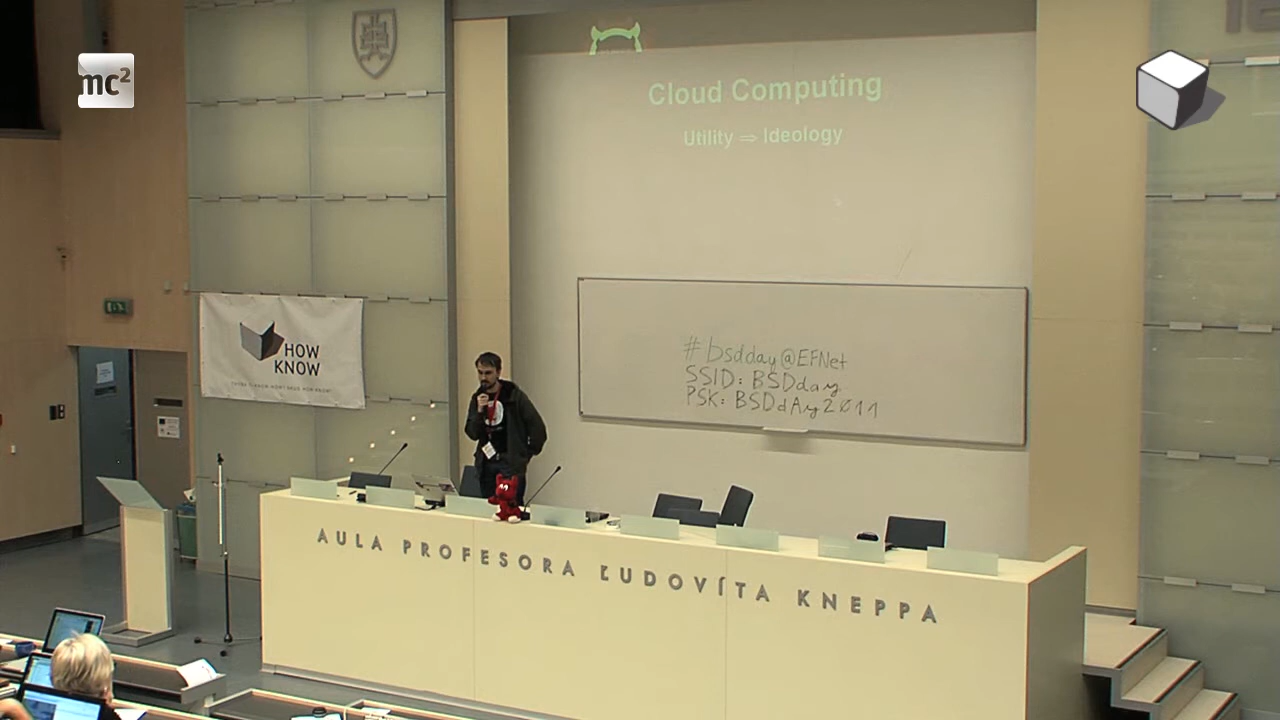 mc²
Cloud Computing
Utility ⇒ Ideology
#bsdday@EFNet
SSID: BSDday
PSK: BSDdAy2011
HOW
KNOW
AULA PROFESORA ĽUDOVÍTA KNEPPA